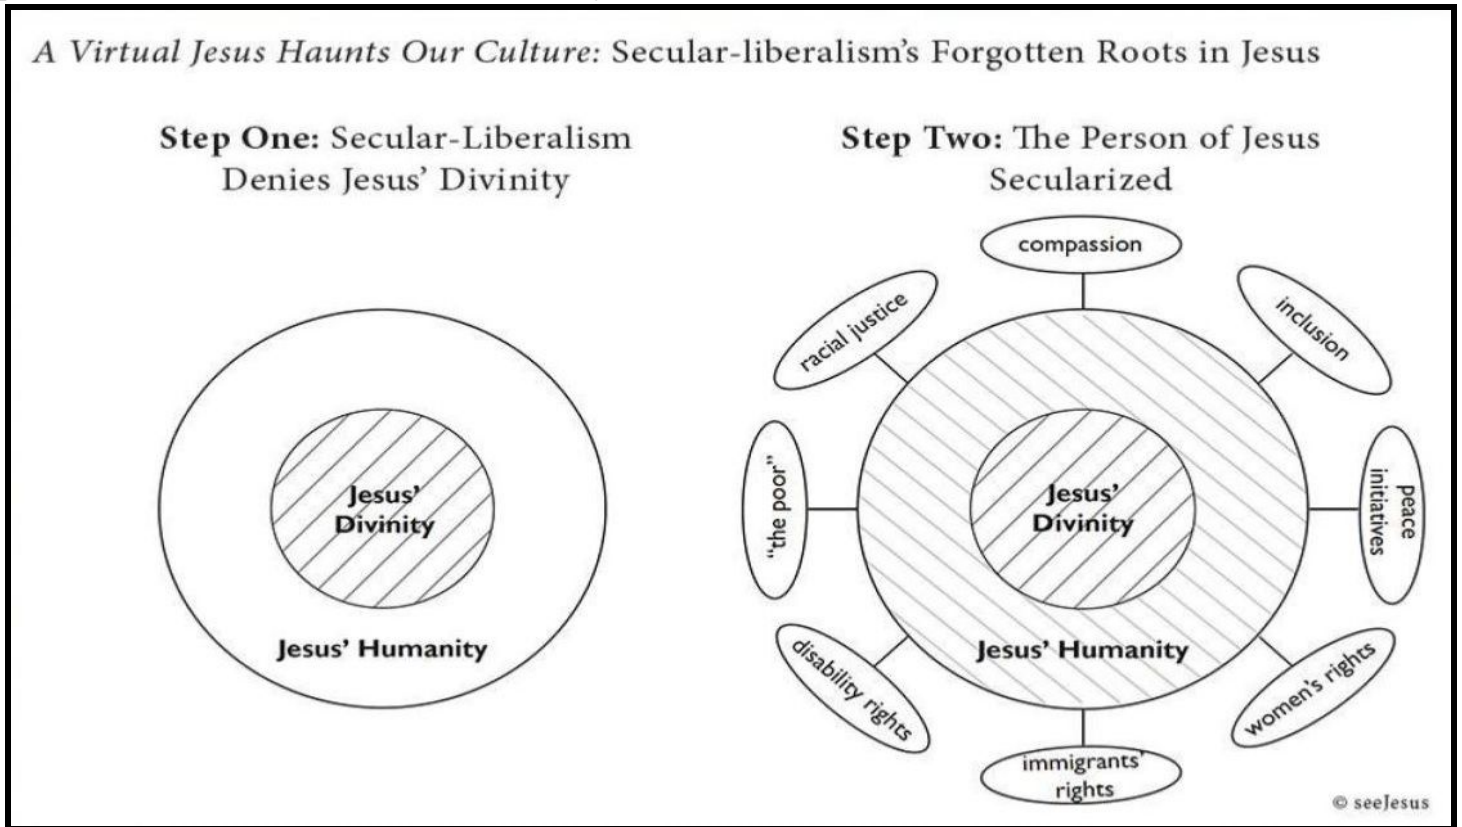 A Virtual Jesus Haunts Our Culture: Secular-liberalism's Forgotten Roots in Jesus
Step One: Secular-Liberalism
Denies Jesus' Divinity
Jesus'
Divinity
Jesus' Humanity
Step Two: The Person of Jesus
Secularized
compassion
inclusion
peace
initiatives
women's rights
immigrants'
rights
disability rights
"the poor"
racial justice
Jesus'
Divinity
Jesus' Humanity
© seeJesus